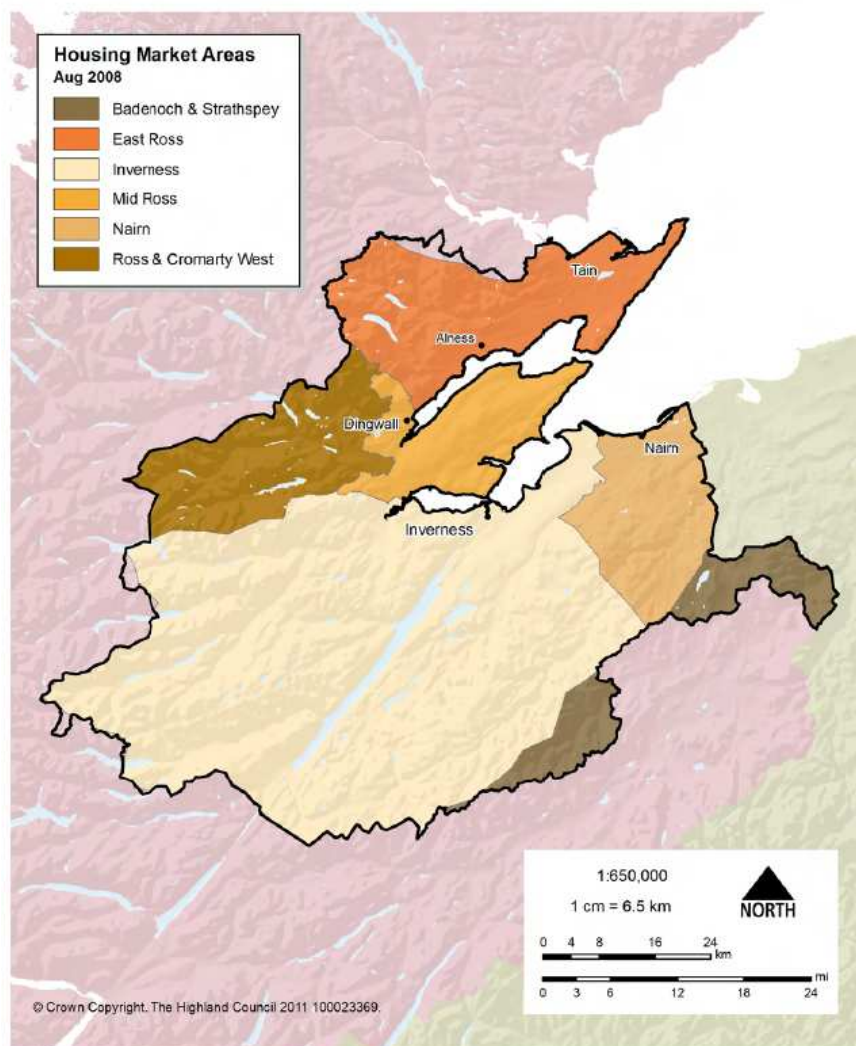 Housing Market Areas
Aug 2008
Badenoch & Strathspey
East Ross
Inverness
Mid Ross
Nairn
Ross & Cromarty West
Tain
Alness
Dingwall
Nairn
Inverness
1:650,000
1 cm = 6.5 km
NORTH
0 4 8 16 24
km
mi
0 3 6 12 18 24
© Crown Copyright. The Highland Council 2011 100023369.